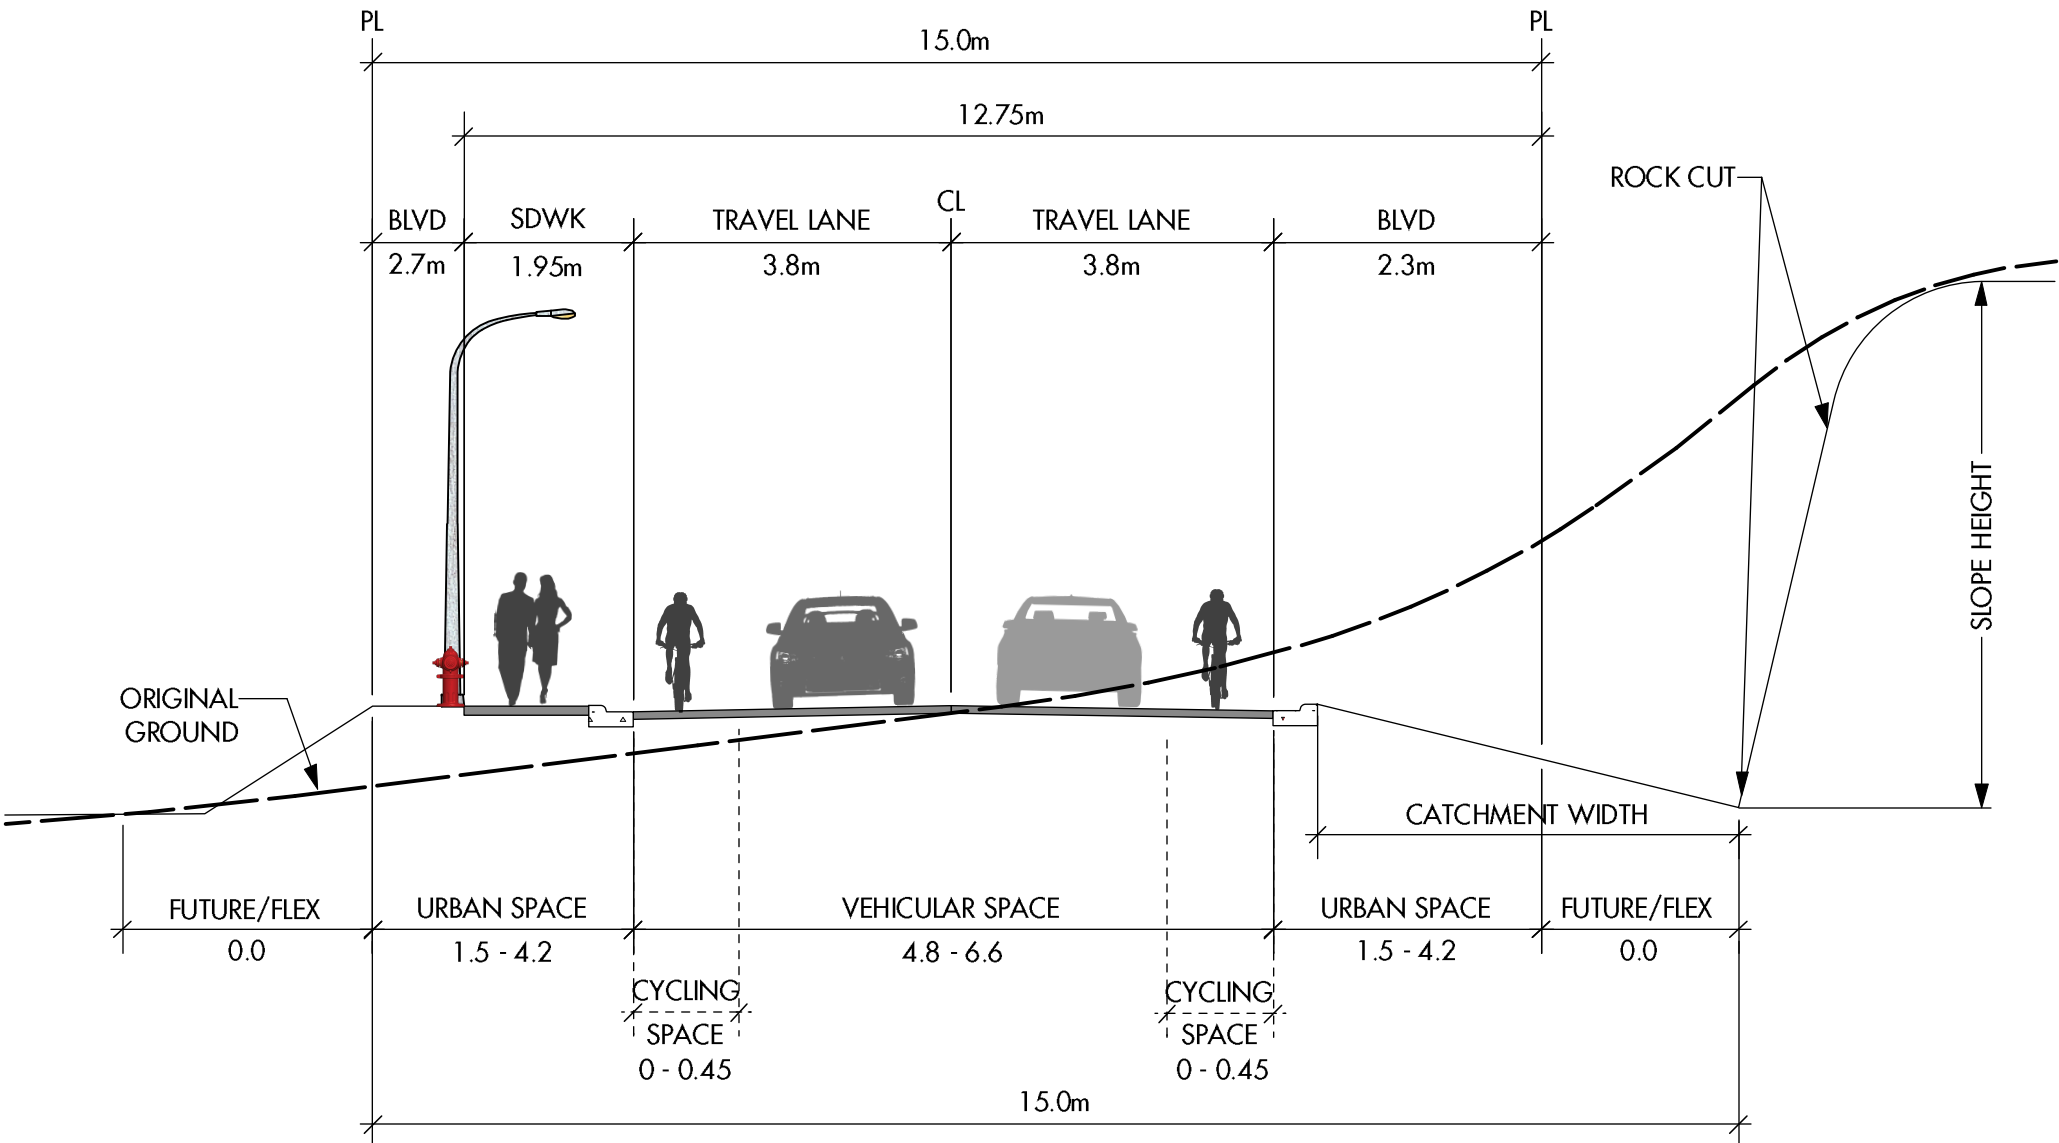 PL
PL
15.0m
12.75m
ROCK CUT
CL
BLVD
SDWK
TRAVEL LANE
TRAVEL LANE
BLVD
2.7m
1.95m
3.8m
3.8m
2.3m
SLOPE HEIGHT
ORIGINAL
GROUND
CATCHMENT WIDTH
FUTURE/FLEX
URBAN SPACE
VEHICULAR SPACE
URBAN SPACE
FUTURE/FLEX
0.0
1.5 - 4.2
4.8 - 6.6
1.5 - 4.2
0.0
CYCLING
SPACE
0 - 0.45
CYCLING
SPACE
0 - 0.45
15.0m